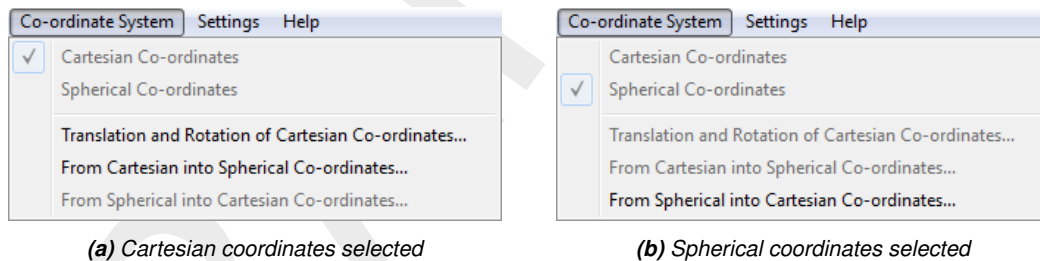 Co-ordinate System Settings Help
Cartesian Co-ordinates
Spherical Co-ordinates
Translation and Rotation of Cartesian Co-ordinates...
From Cartesian into Spherical Co-ordinates...
From Spherical into Cartesian Co-ordinates...
(a) Cartesian coordinates selected
Co-ordinate System Settings Help
Cartesian Co-ordinates
Spherical Co-ordinates
Translation and Rotation of Cartesian Co-ordinates...
From Cartesian into Spherical Co-ordinates...
From Spherical into Cartesian Co-ordinates...
(b) Spherical coordinates selected